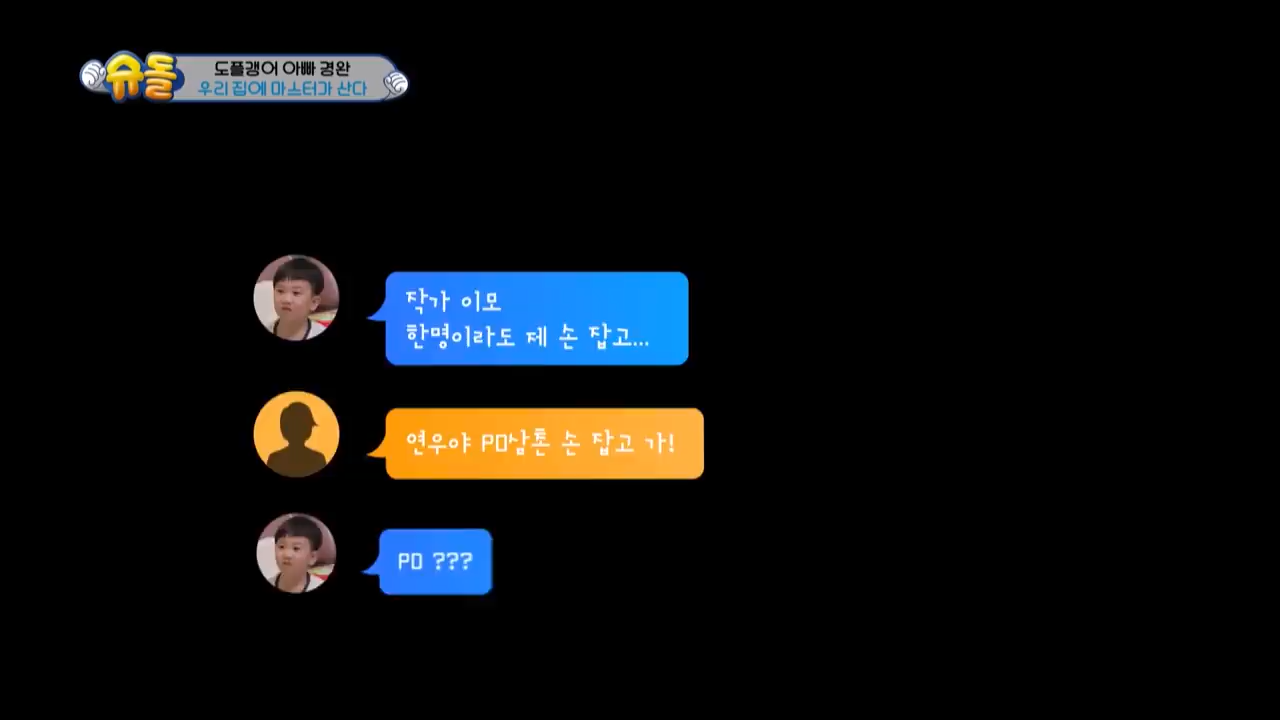 슈돌
도플갱어 아빠 경완
우리 집에 마스터가 산다
작가 이모
한명이라도 제 손 잡고...
연우야 PD삼촌 손 잡고 가!
PD ???